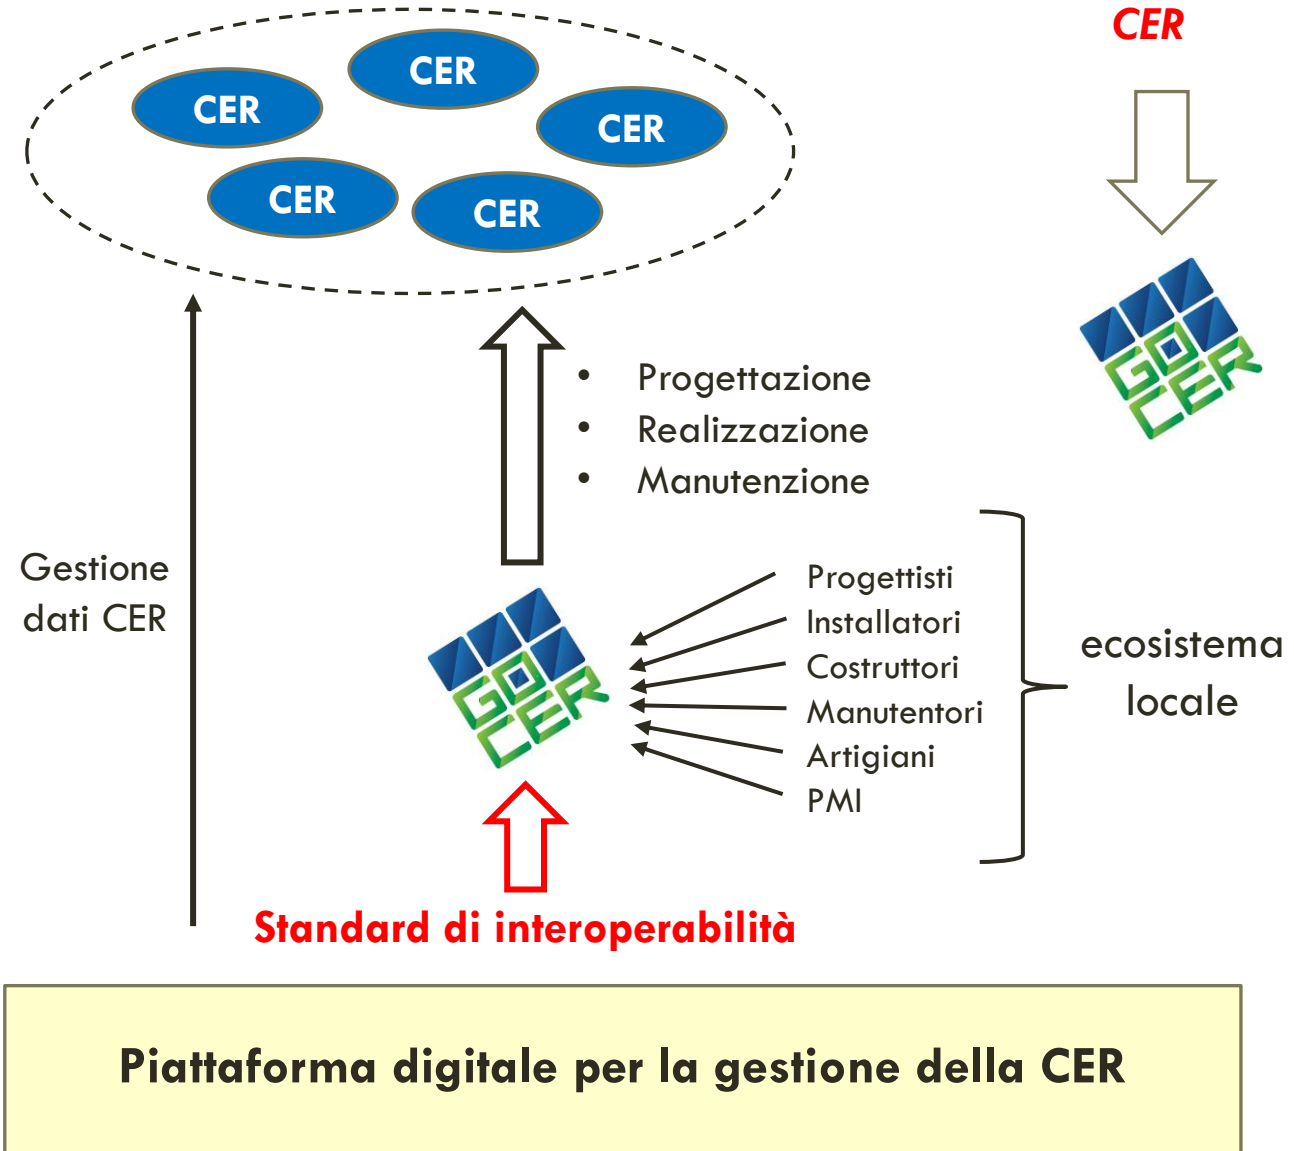 CER
CER
CER
CER
CER
CER
GO
CER
• Progettazione
• Realizzazione
• Manutenzione
Gestione
dati CER
GO
CER
Progettisti
Installatori
Costruttori
Manutentori
Artigiani
PMI
ecosistema
locale
Standard di interoperabilità
Piattaforma digitale per la gestione della CER